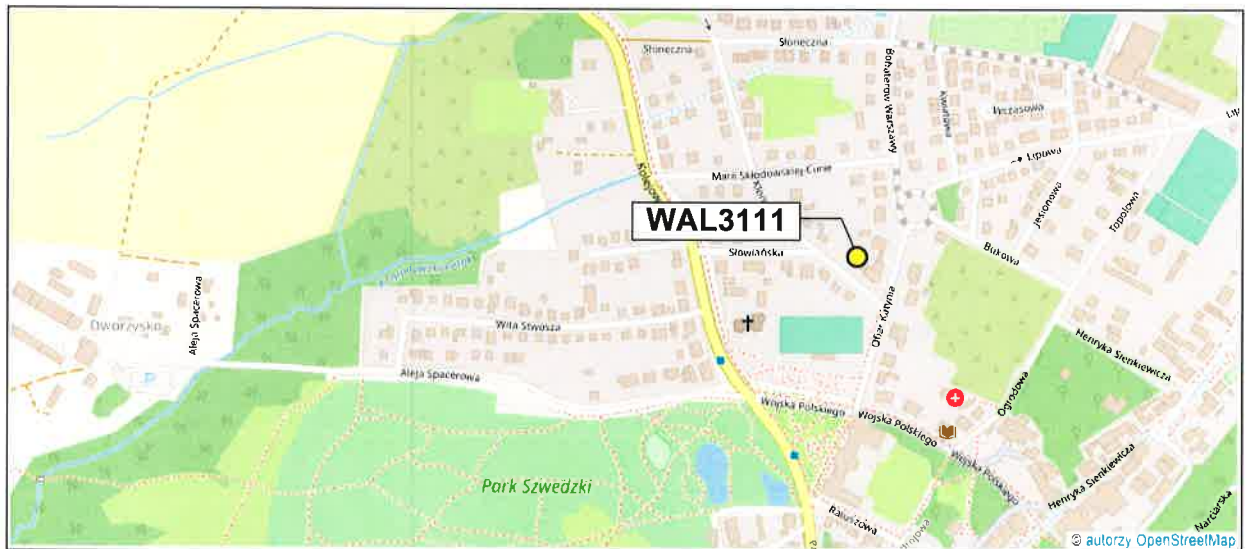 Słoneczna
Słoneczna
Bohaterów Warszawy
Kwiatowa
Wczasowa
Lipowa
Marii Skłodowskiej-Curie
Kolejowa
Jesionowa
Topolowa
WAL3111
Słowiańska
Bukowa
Aleja Spacerowa
Dworzysko
Wita Stwosza
Ofiar Katynia
Henryka Sienkiewicza
Aleja Spacerowa
P
Ogrodowa
Wojska Polskiego
Wojska Polskiego
Wojska Polskiego
Henryka Sienkiewicza
Park Szwedzki
Ratuszowa
Narciarska
© autorzy OpenStreetMap